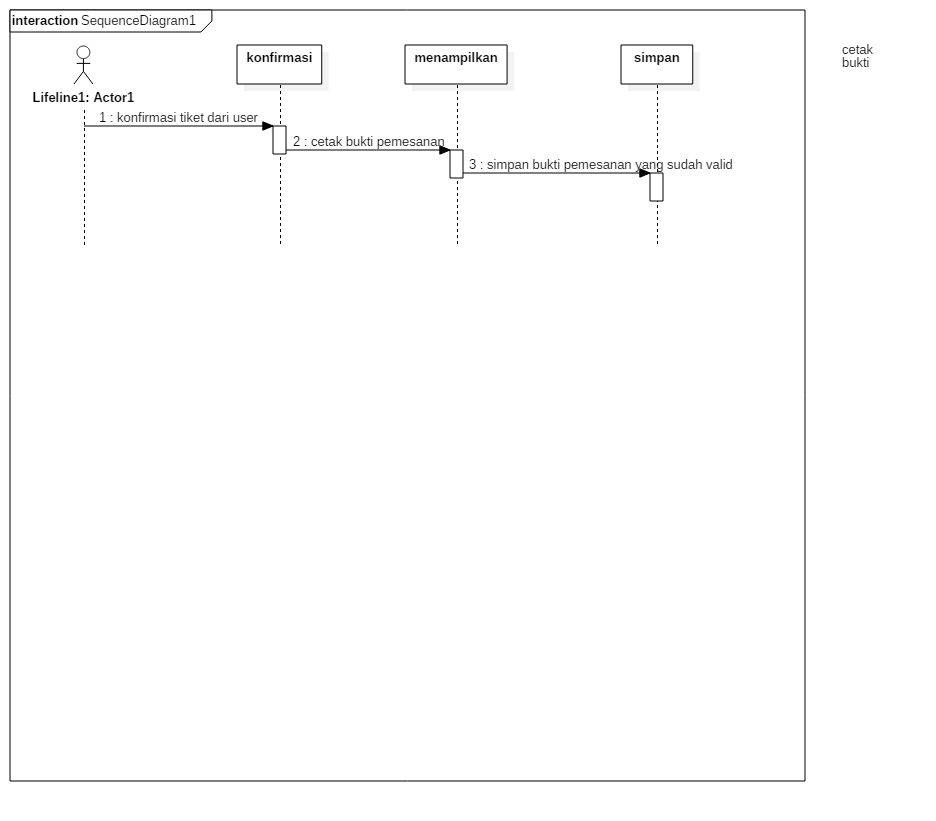 interaction SequenceDiagram1
konfirmasi
menampilkan
simpan
cetak
bukti
Lifeline1: Actor1
1 : konfirmasi tiket dari user
2 : cetak bukti pemesanan
3 : simpan bukti pemesanan yang sudah valid